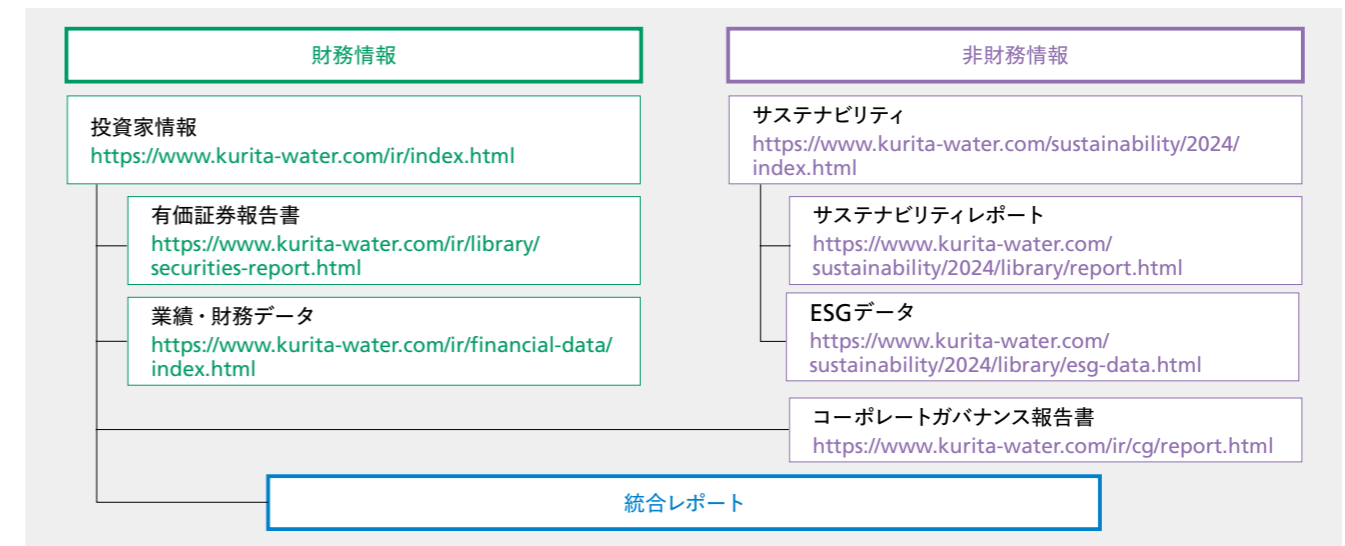 財務情報
投資家情報
https://www.kurita-water.com/ir/index.html
有価証券報告書
https://www.kurita-water.com/ir/library/
securities-report.html
業績・財務データ
https://www.kurita-water.com/ir/financial-data/
index.html
非財務情報
サステナビリティ
https://www.kurita-water.com/sustainability/2024/
index.html
サステナビリティレポート
https://www.kurita-water.com/
sustainability/2024/library/report.html
ESGデータ
https://www.kurita-water.com/
sustainability/2024/library/esg-data.html
コーポレートガバナンス報告書
https://www.kurita-water.com/ir/cg/report.html
統合レポート